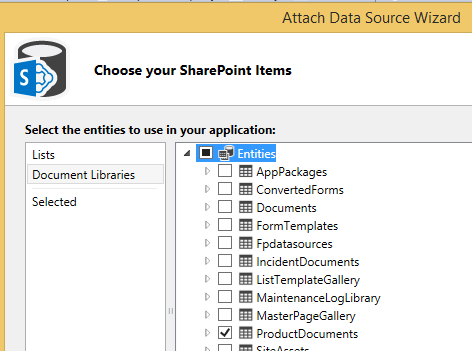 Attach Data Source Wizard
S
Choose your SharePoint Items
Select the entities to use in your application:
Lists
Document Libraries
Selected
Entities
AppPackages
ConvertedForms
Documents
FormTemplates
Fpdatasources
IncidentDocuments
ListTemplateGallery
MaintenanceLogLibrary
MasterPageGallery
ProductDocuments
SiteAssets